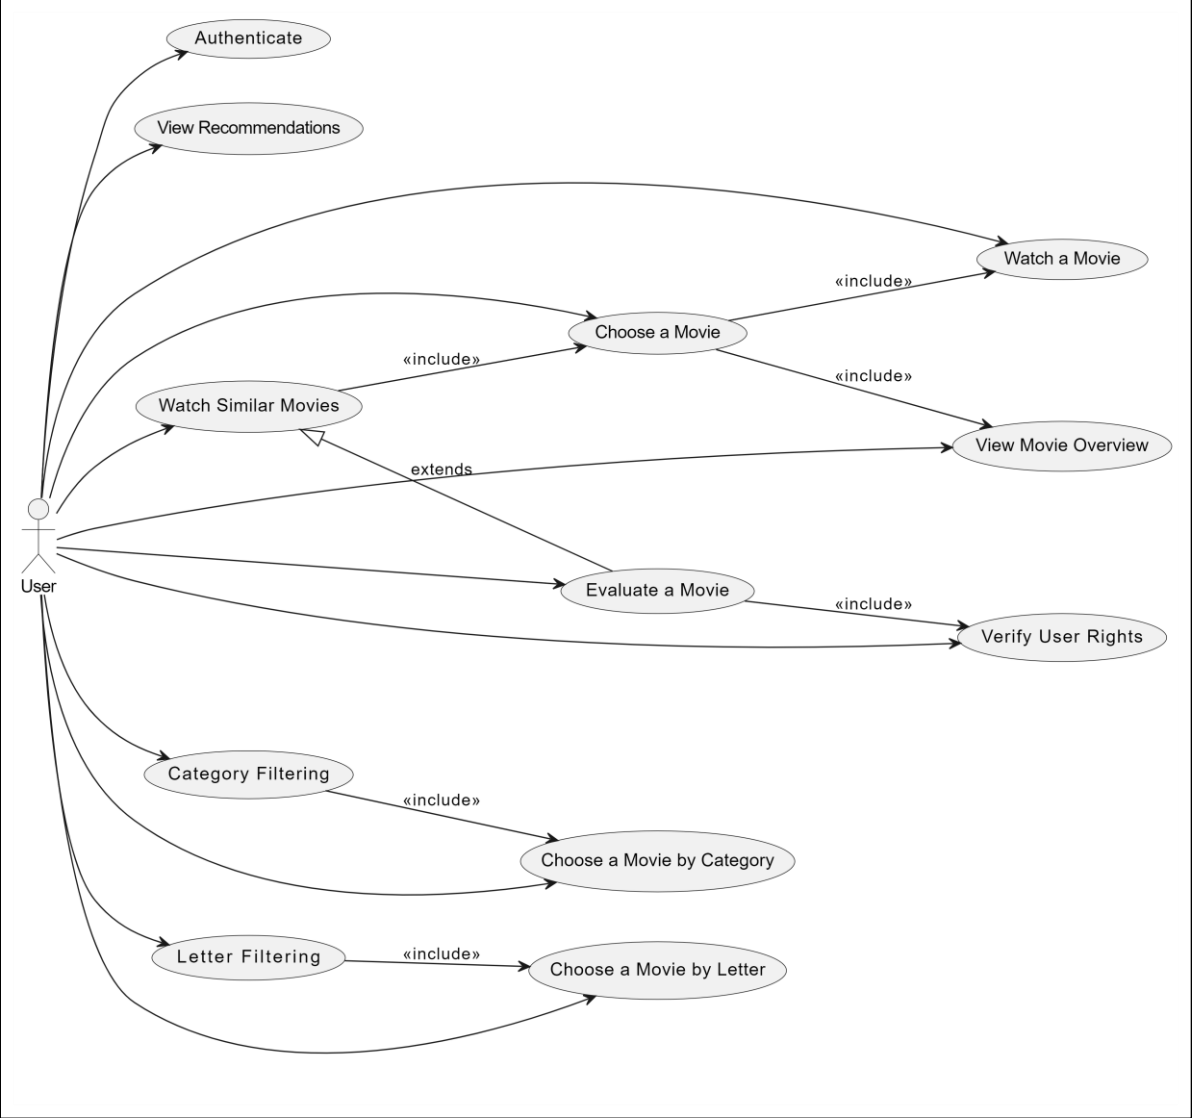 Authenticate
View Recommendations
Watch a Movie
«include»
Choose a Movie
«include»
«include»
Watch Similar Movies
View Movie Overview
extends
User
Evaluate a Movie
«include»
Verify User Rights
Category Filtering
«include»
Choose a Movie by Category
Letter Filtering
«include»
Choose a Movie by Letter